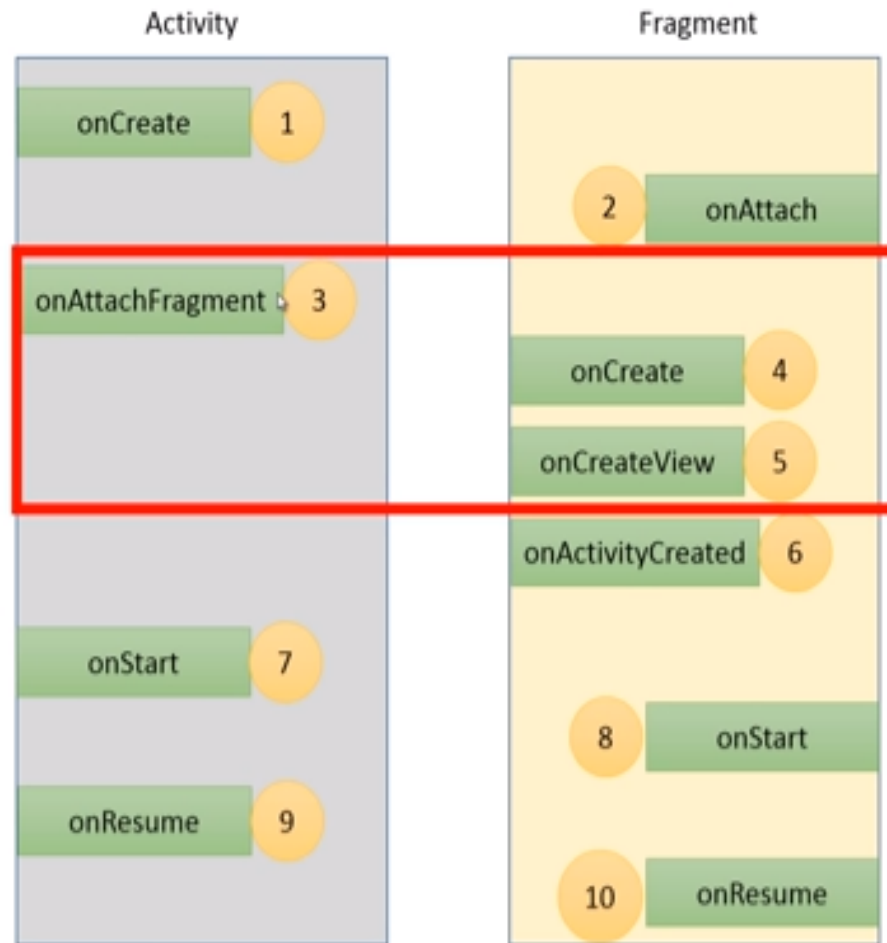 Activity
Fragment
onCreate 1
2 onAttach
onAttachFragment 3
onCreate 4
onCreateView 5
onActivityCreated 6
onStart 7
8 onStart
onResume 9
10 onResume